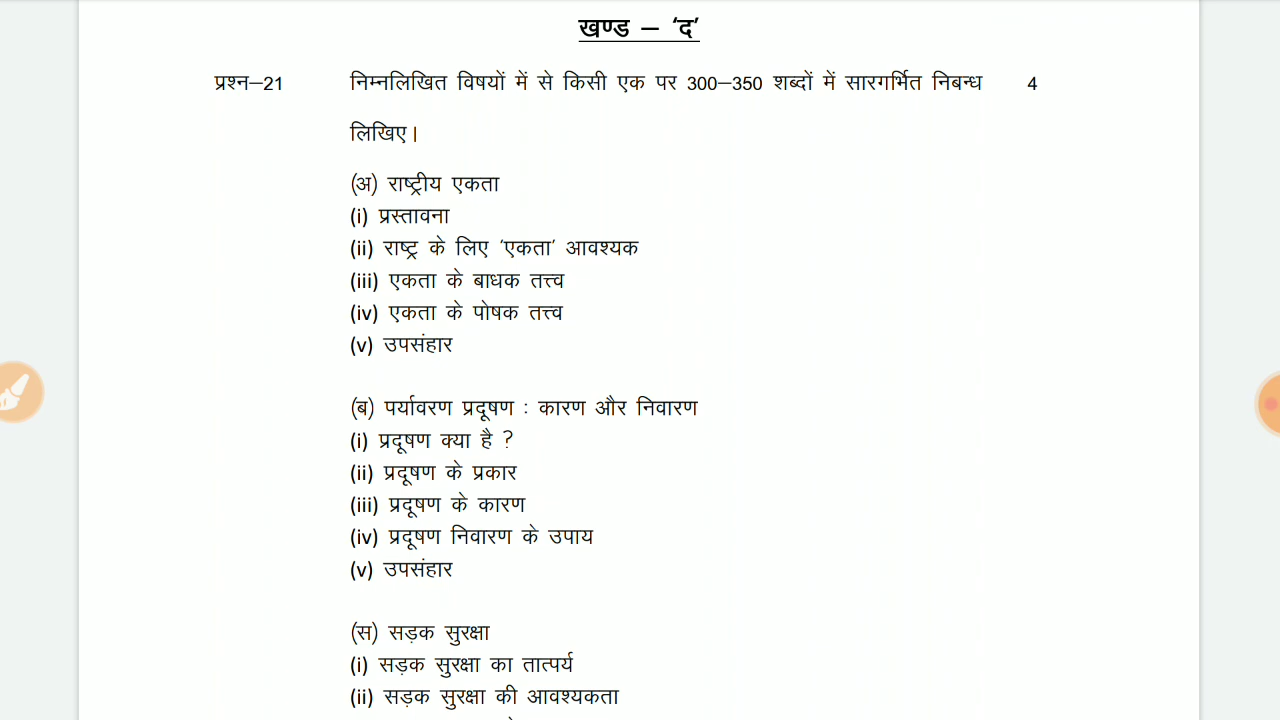 खण्ड – ‘द’
प्रश्न–21 निम्नलिखित विषयों में से किसी एक पर 300–350 शब्दों में सारगर्भित निबन्ध 4
लिखिए।
(अ) राष्ट्रीय एकता
(i) प्रस्तावना
(ii) राष्ट्र के लिए ‘एकता’ आवश्यक
(iii) एकता के बाधक तत्त्व
(iv) एकता के पोषक तत्त्व
(v) उपसंहार
(ब) पर्यावरण प्रदूषण : कारण और निवारण
(i) प्रदूषण क्या है ?
(ii) प्रदूषण के प्रकार
(iii) प्रदूषण के कारण
(iv) प्रदूषण निवारण के उपाय
(v) उपसंहार
(स) सड़क सुरक्षा
(i) सड़क सुरक्षा का तात्पर्य
(ii) सड़क सुरक्षा की आवश्यकता